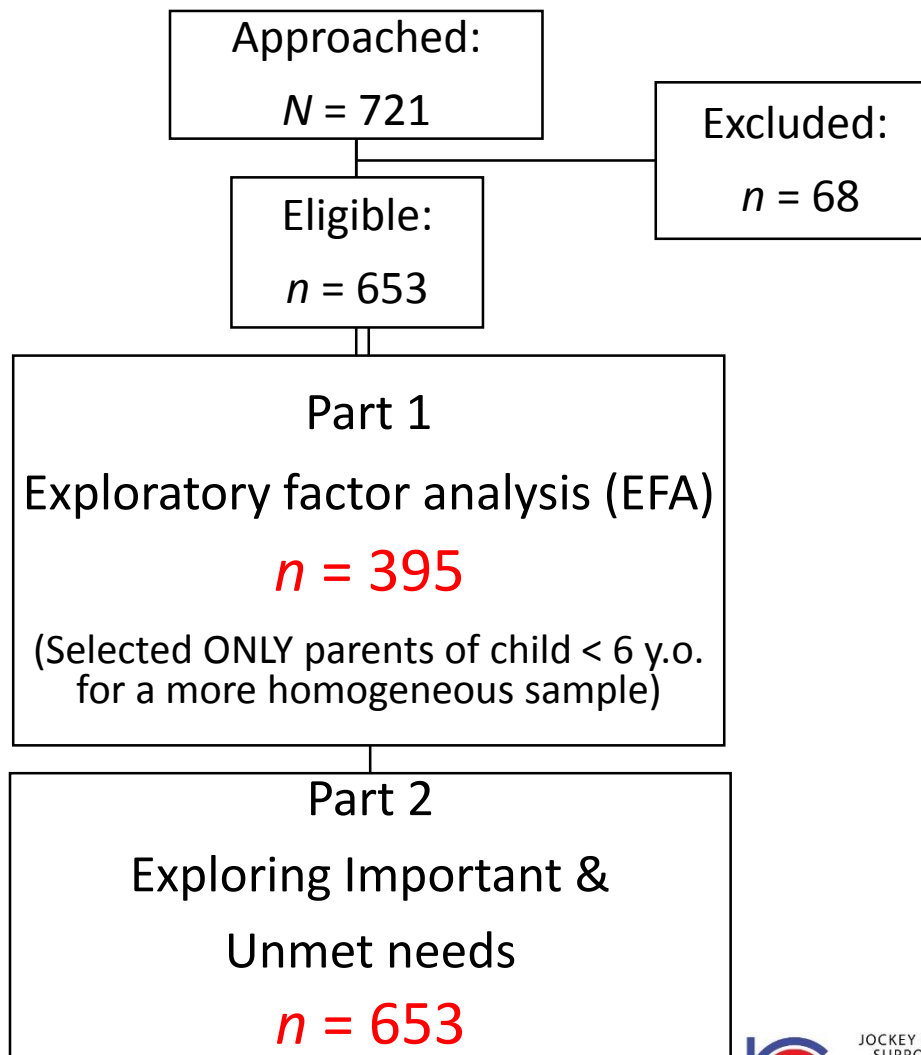 Approached:
N = 721
Excluded:
n = 68
Eligible:
n = 653
Part 1
Exploratory factor analysis (EFA)
n = 395
(Selected ONLY parents of child < 6 y.o.
for a more homogeneous sample)
Part 2
Exploring Important &
Unmet needs
n = 653
JOCKEY